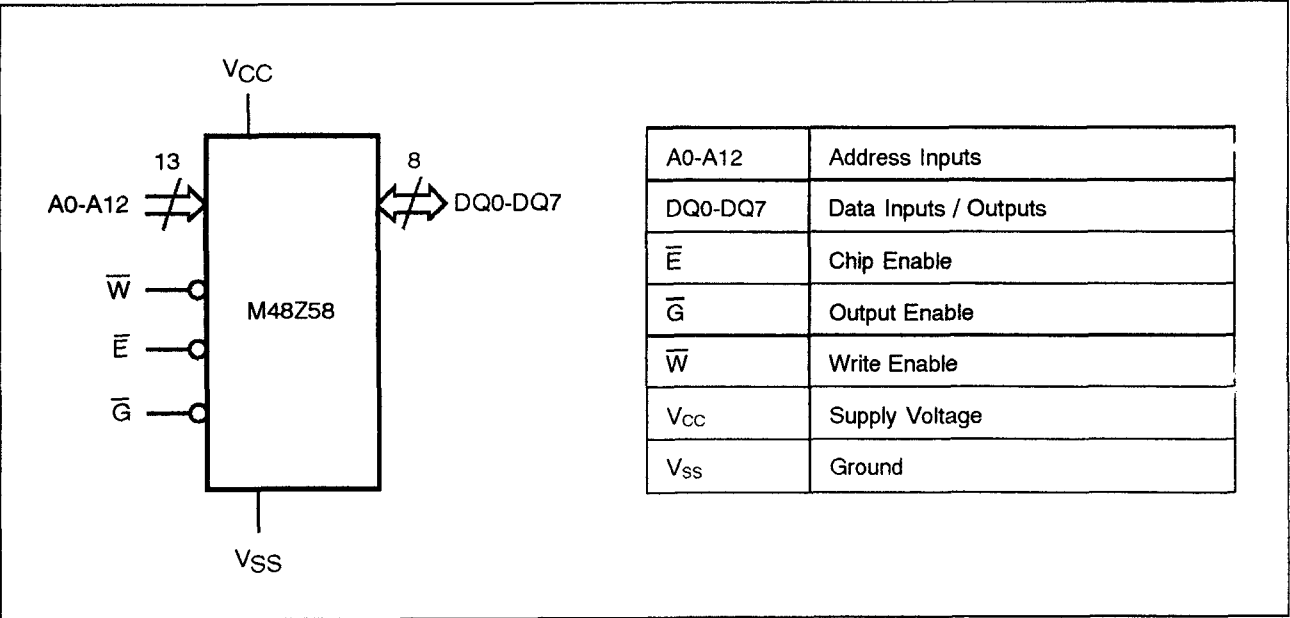 VCC
13
A0-A12
8
DQ0-DQ7
W̅
E̅
G̅
M48Z58
VSS
A0-A12 Address Inputs
DQ0-DQ7 Data Inputs / Outputs
E̅ Chip Enable
G̅ Output Enable
W̅ Write Enable
VCC Supply Voltage
VSS Ground